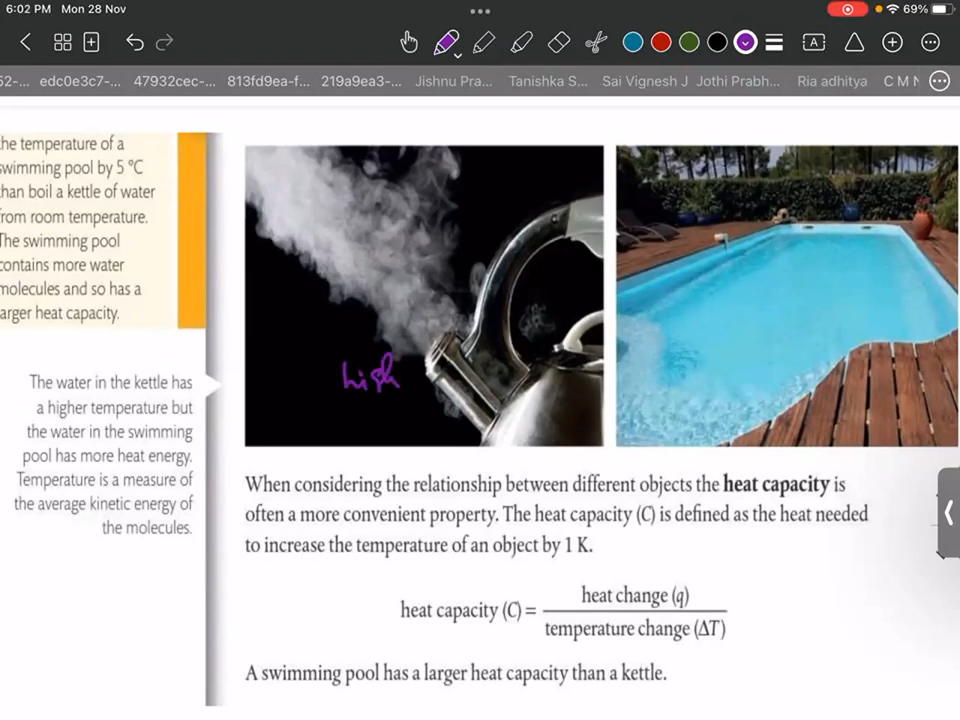 6:02 PM Mon 28 Nov
69%
A
52-... edc0e3c7-... 47932cec-... 813fd9ea-f... 219a9ea3-... Jishnu Pra... Tanishka S... Sai Vignesh J Jothi Prabh... Ria adhitya C M N
he temperature of a
swimming pool by 5 °C
han boil a kettle of water
from room temperature.
The swimming pool
contains more water
molecules and so has a
arger heat capacity.
The water in the kettle has
a higher temperature but
the water in the swimming
pool has more heat energy.
Temperature is a measure of
the average kinetic energy of
the molecules.
high
When considering the relationship between different objects the heat capacity is
often a more convenient property. The heat capacity (C) is defined as the heat needed
to increase the temperature of an object by 1 K.
heat capacity (C) = heat change (q)
temperature change (ΔT)
A swimming pool has a larger heat capacity than a kettle.